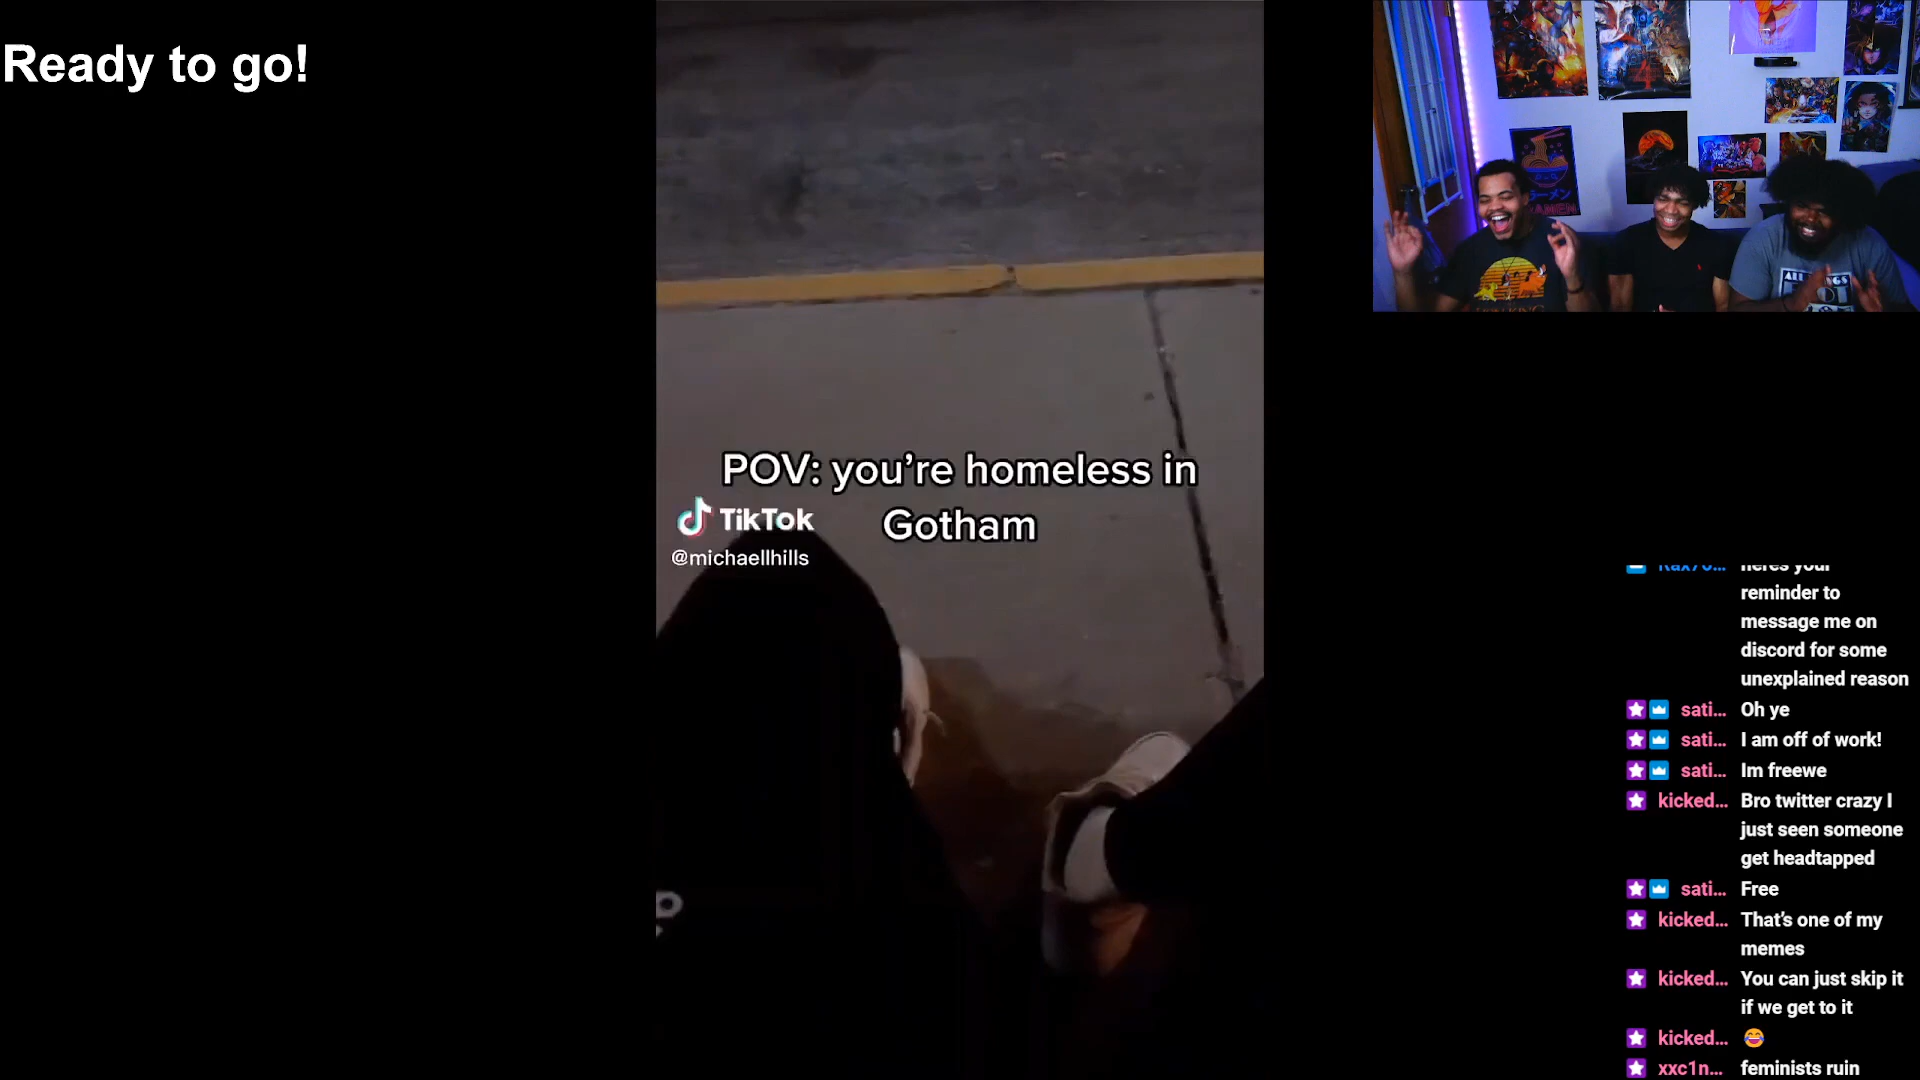 Ready to go!
POV: you're homeless in
Gotham
TikTok
@michaellhills
heres your
reminder to
message me on
discord for some
unexplained reason
sati... Oh ye
sati... I am off of work!
sati... Im freewe
kicked... Bro twitter crazy I
just seen someone
get headtapped
sati... Free
kicked... That's one of my
memes
kicked... You can just skip it
if we get to it
kicked... 😂
xxc1n... feminists ruin